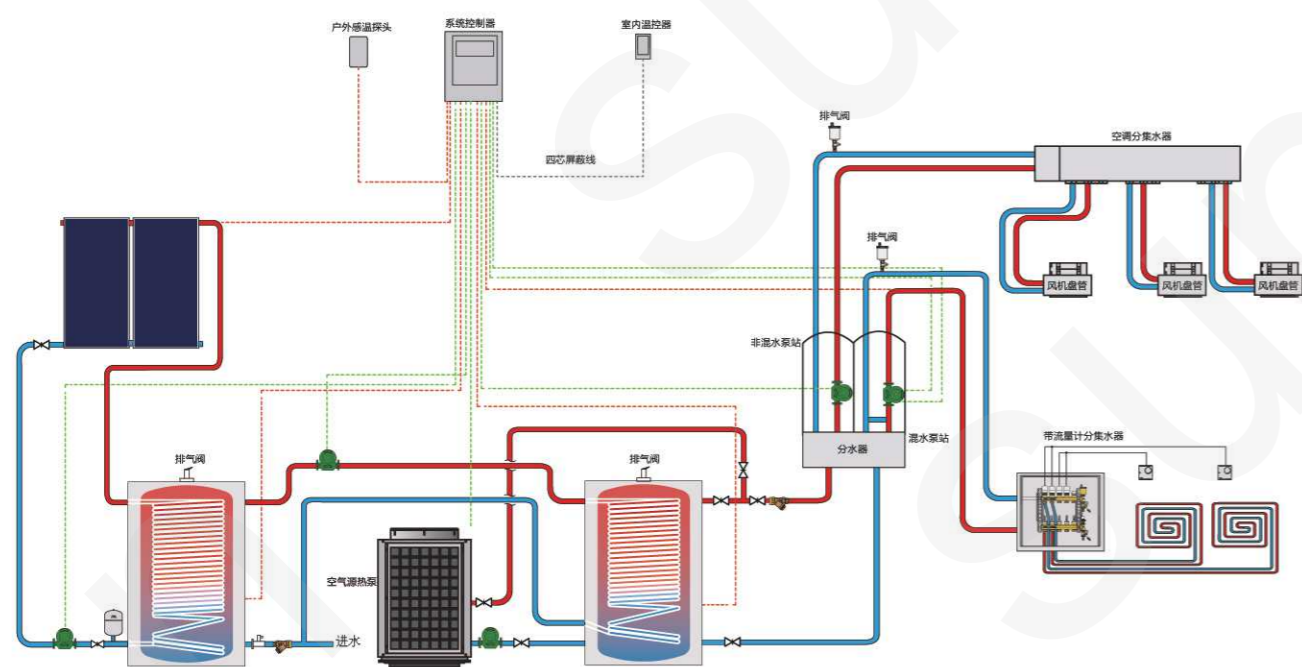 户外感温探头
系统控制器
室内温控器
排气阀
空调分集水器
四芯屏蔽线
排气阀
风机盘管
风机盘管
风机盘管
非混水泵站
带流量计分集水器
混水泵站
分水器
排气阀
排气阀
空气源热泵
进水